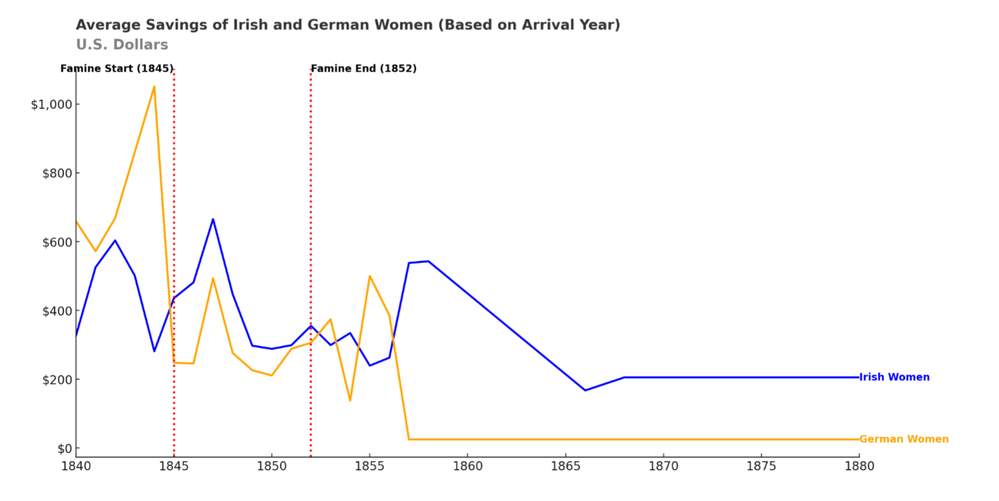 Average Savings of Irish and German Women (Based on Arrival Year)
U.S. Dollars
Famine Start (1845)
Famine End (1852)
$1,000
$800
$600
$400
$200
$0
Irish Women
German Women
1840 1845 1850 1855 1860 1865 1870 1875 1880